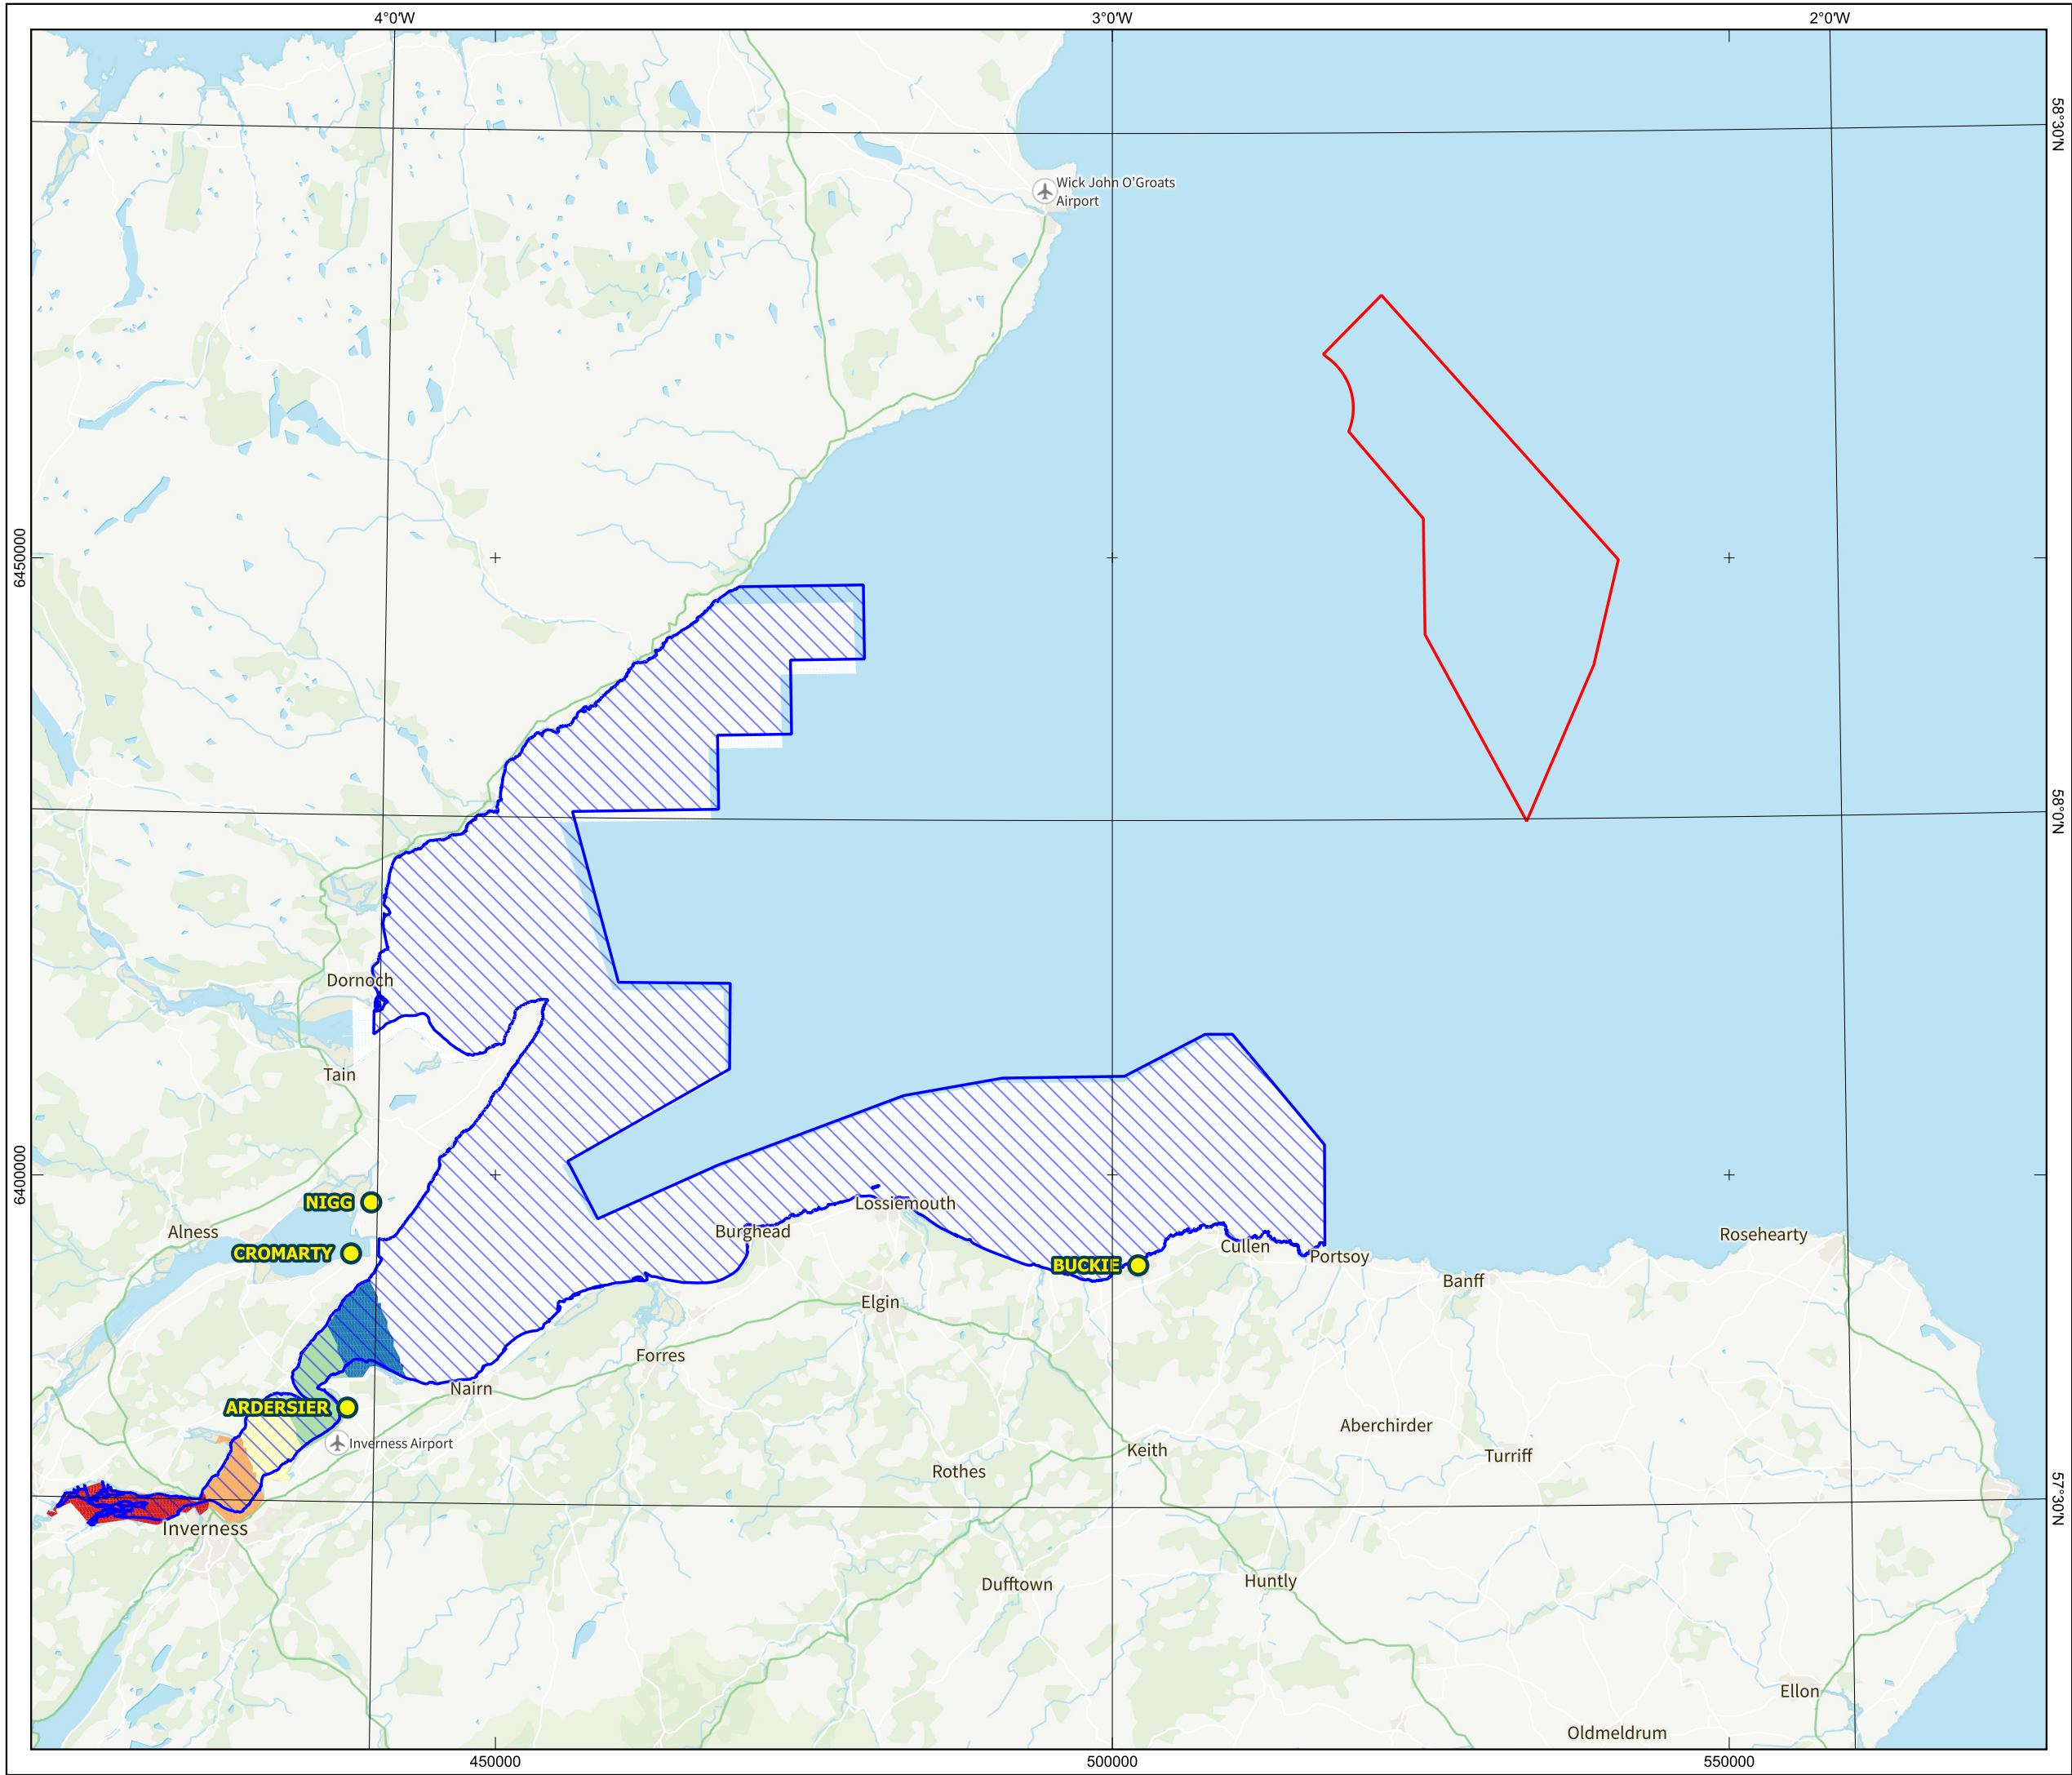 4°0'W
3°0'W
2°0'W
58°30'N
Wick John O'Groats
Airport
6450000
58°0'N
Dornoch
Tain
6400000
NIGG
Alness
CROMARTY
Lossiemouth
Burghead
BUCKIE
Cullen
Portsoy
Rosehearty
Banff
Elgin
Forres
Nairn
ARDERSIER
Inverness Airport
Aberchirder
Keith
Turriff
Rothes
57°30'N
Inverness
Dufftown
Huntly
Ellon
Oldmeldrum
450000
500000
550000